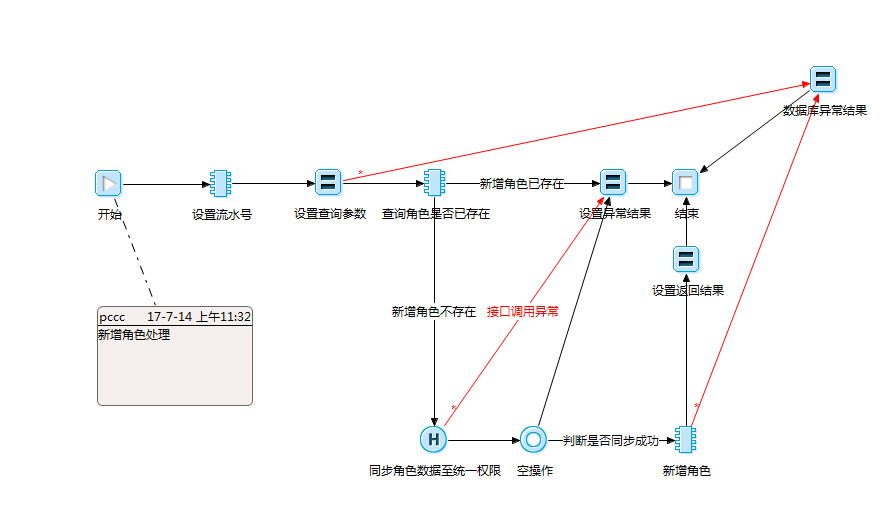 数据库异常结果
*
新增角色已存在
开始
设置流水号
设置查询参数
查询角色是否已存在
设置异常结果
结束
设置返回结果
pccc 17-7-14 上午11:32
新增角色处理
新增角色不存在
接口调用异常
*
*
H
判断是否同步成功
同步角色数据至统一权限
空操作
新增角色